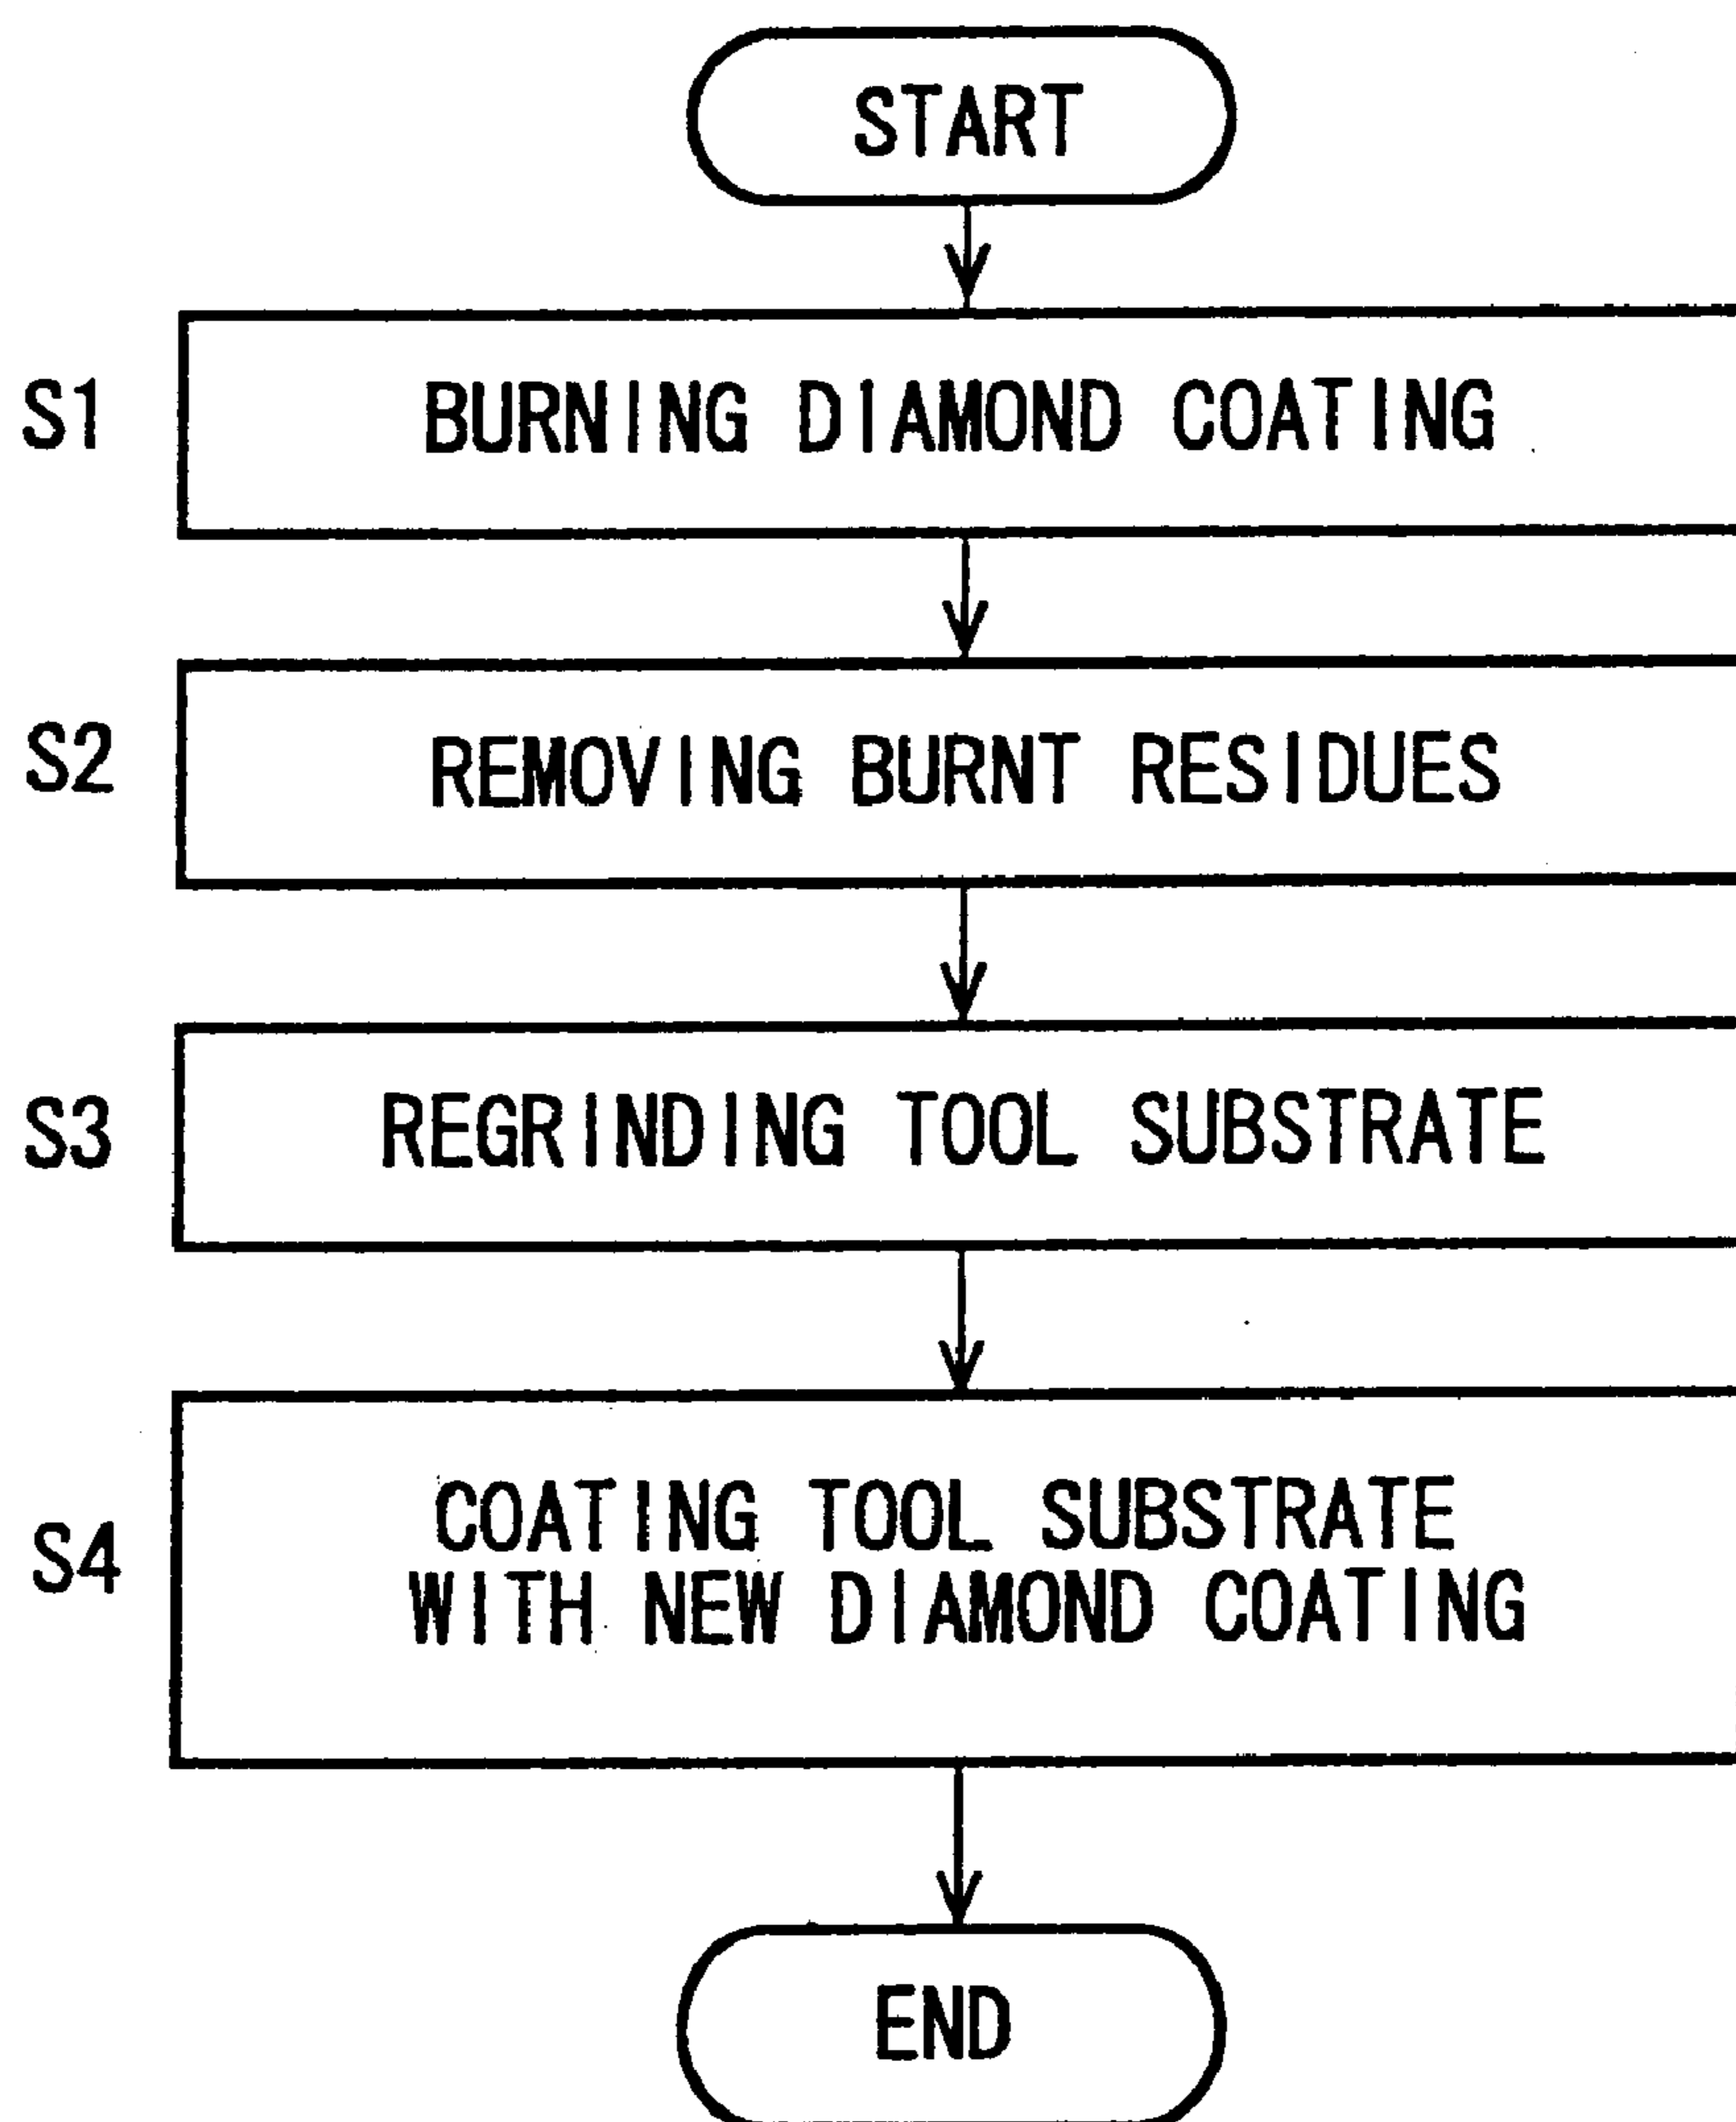 START
S1
BURNING DIAMOND COATING
S2
REMOVING BURNT RESIDUES
S3
REGRINDING TOOL SUBSTRATE
S4
COATING TOOL SUBSTRATE
WITH NEW DIAMOND COATING
END